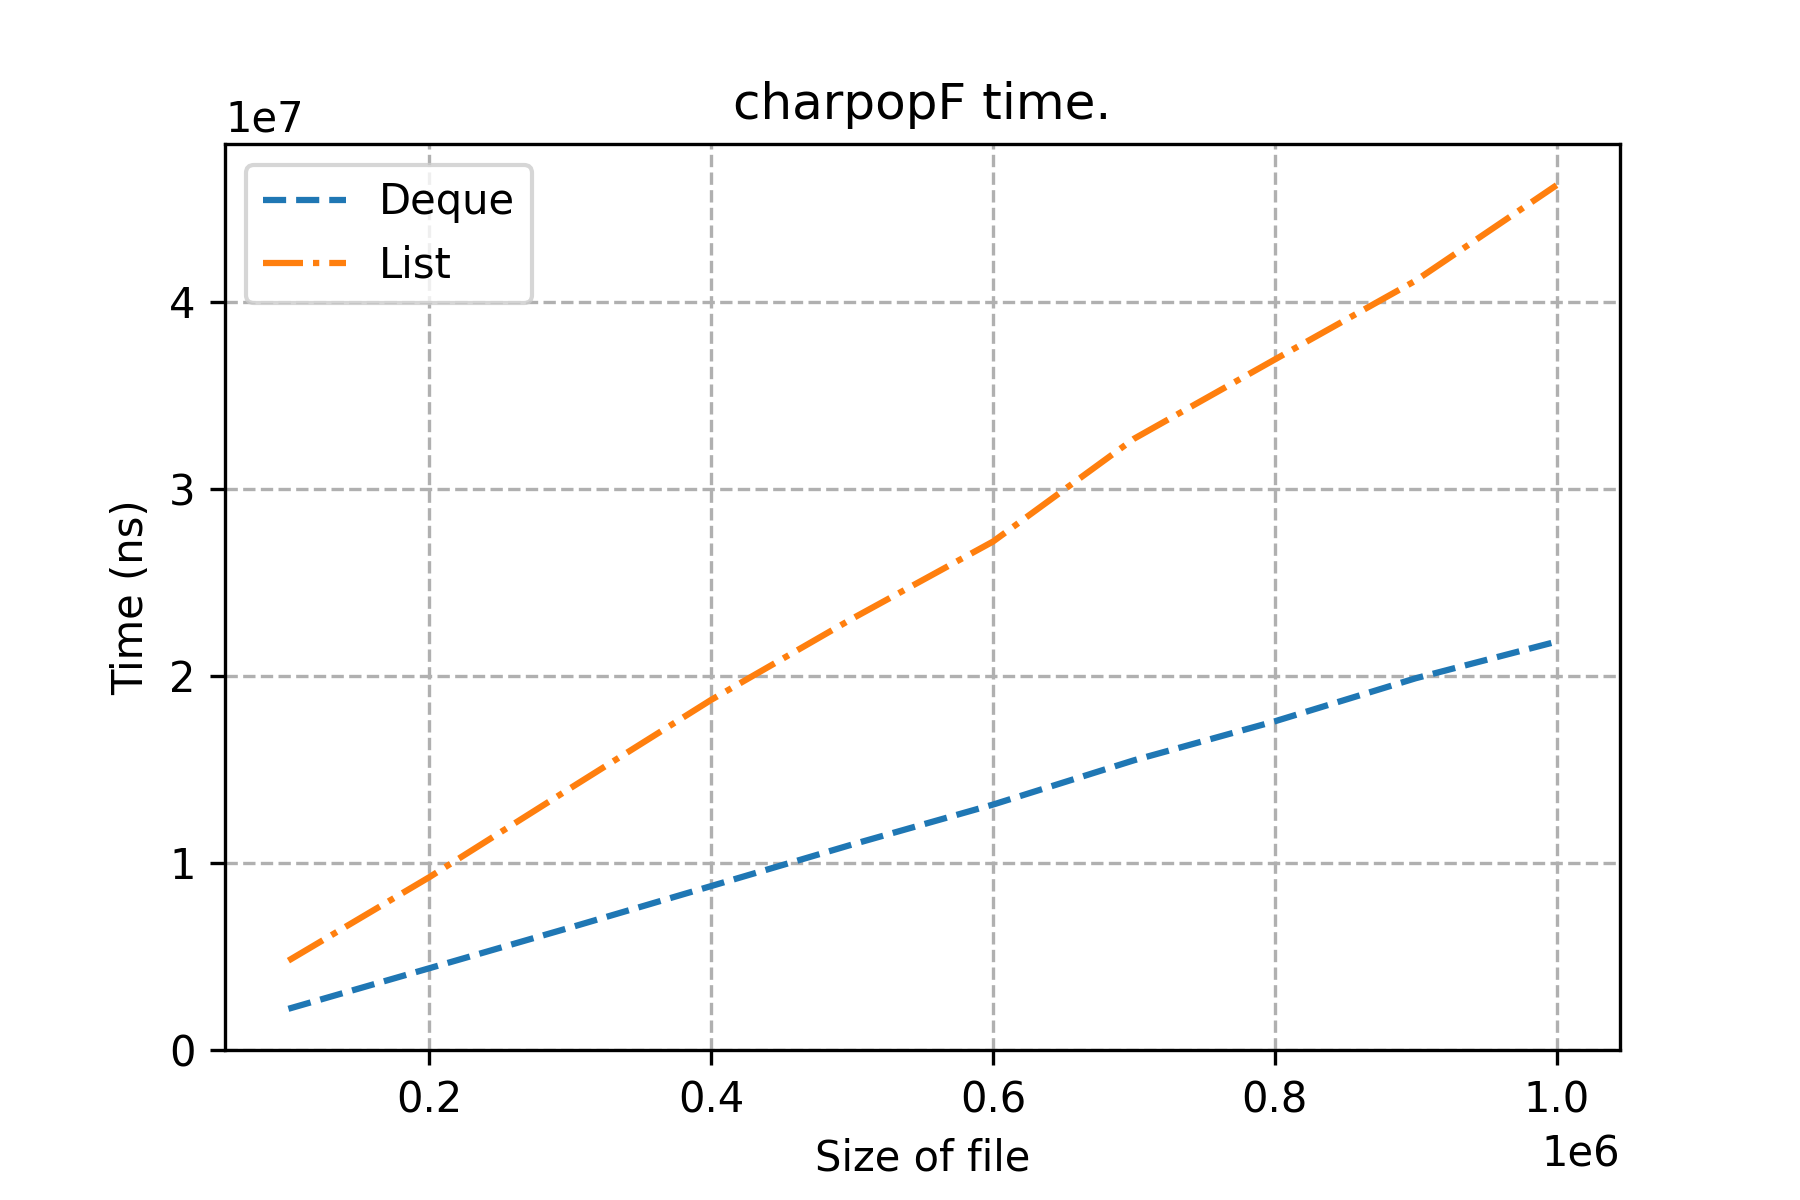 charpopF time.
1e7
Deque
List
4
3
2
1
0
Time (ns)
0.2 0.4 0.6 0.8 1.0
1e6
Size of file